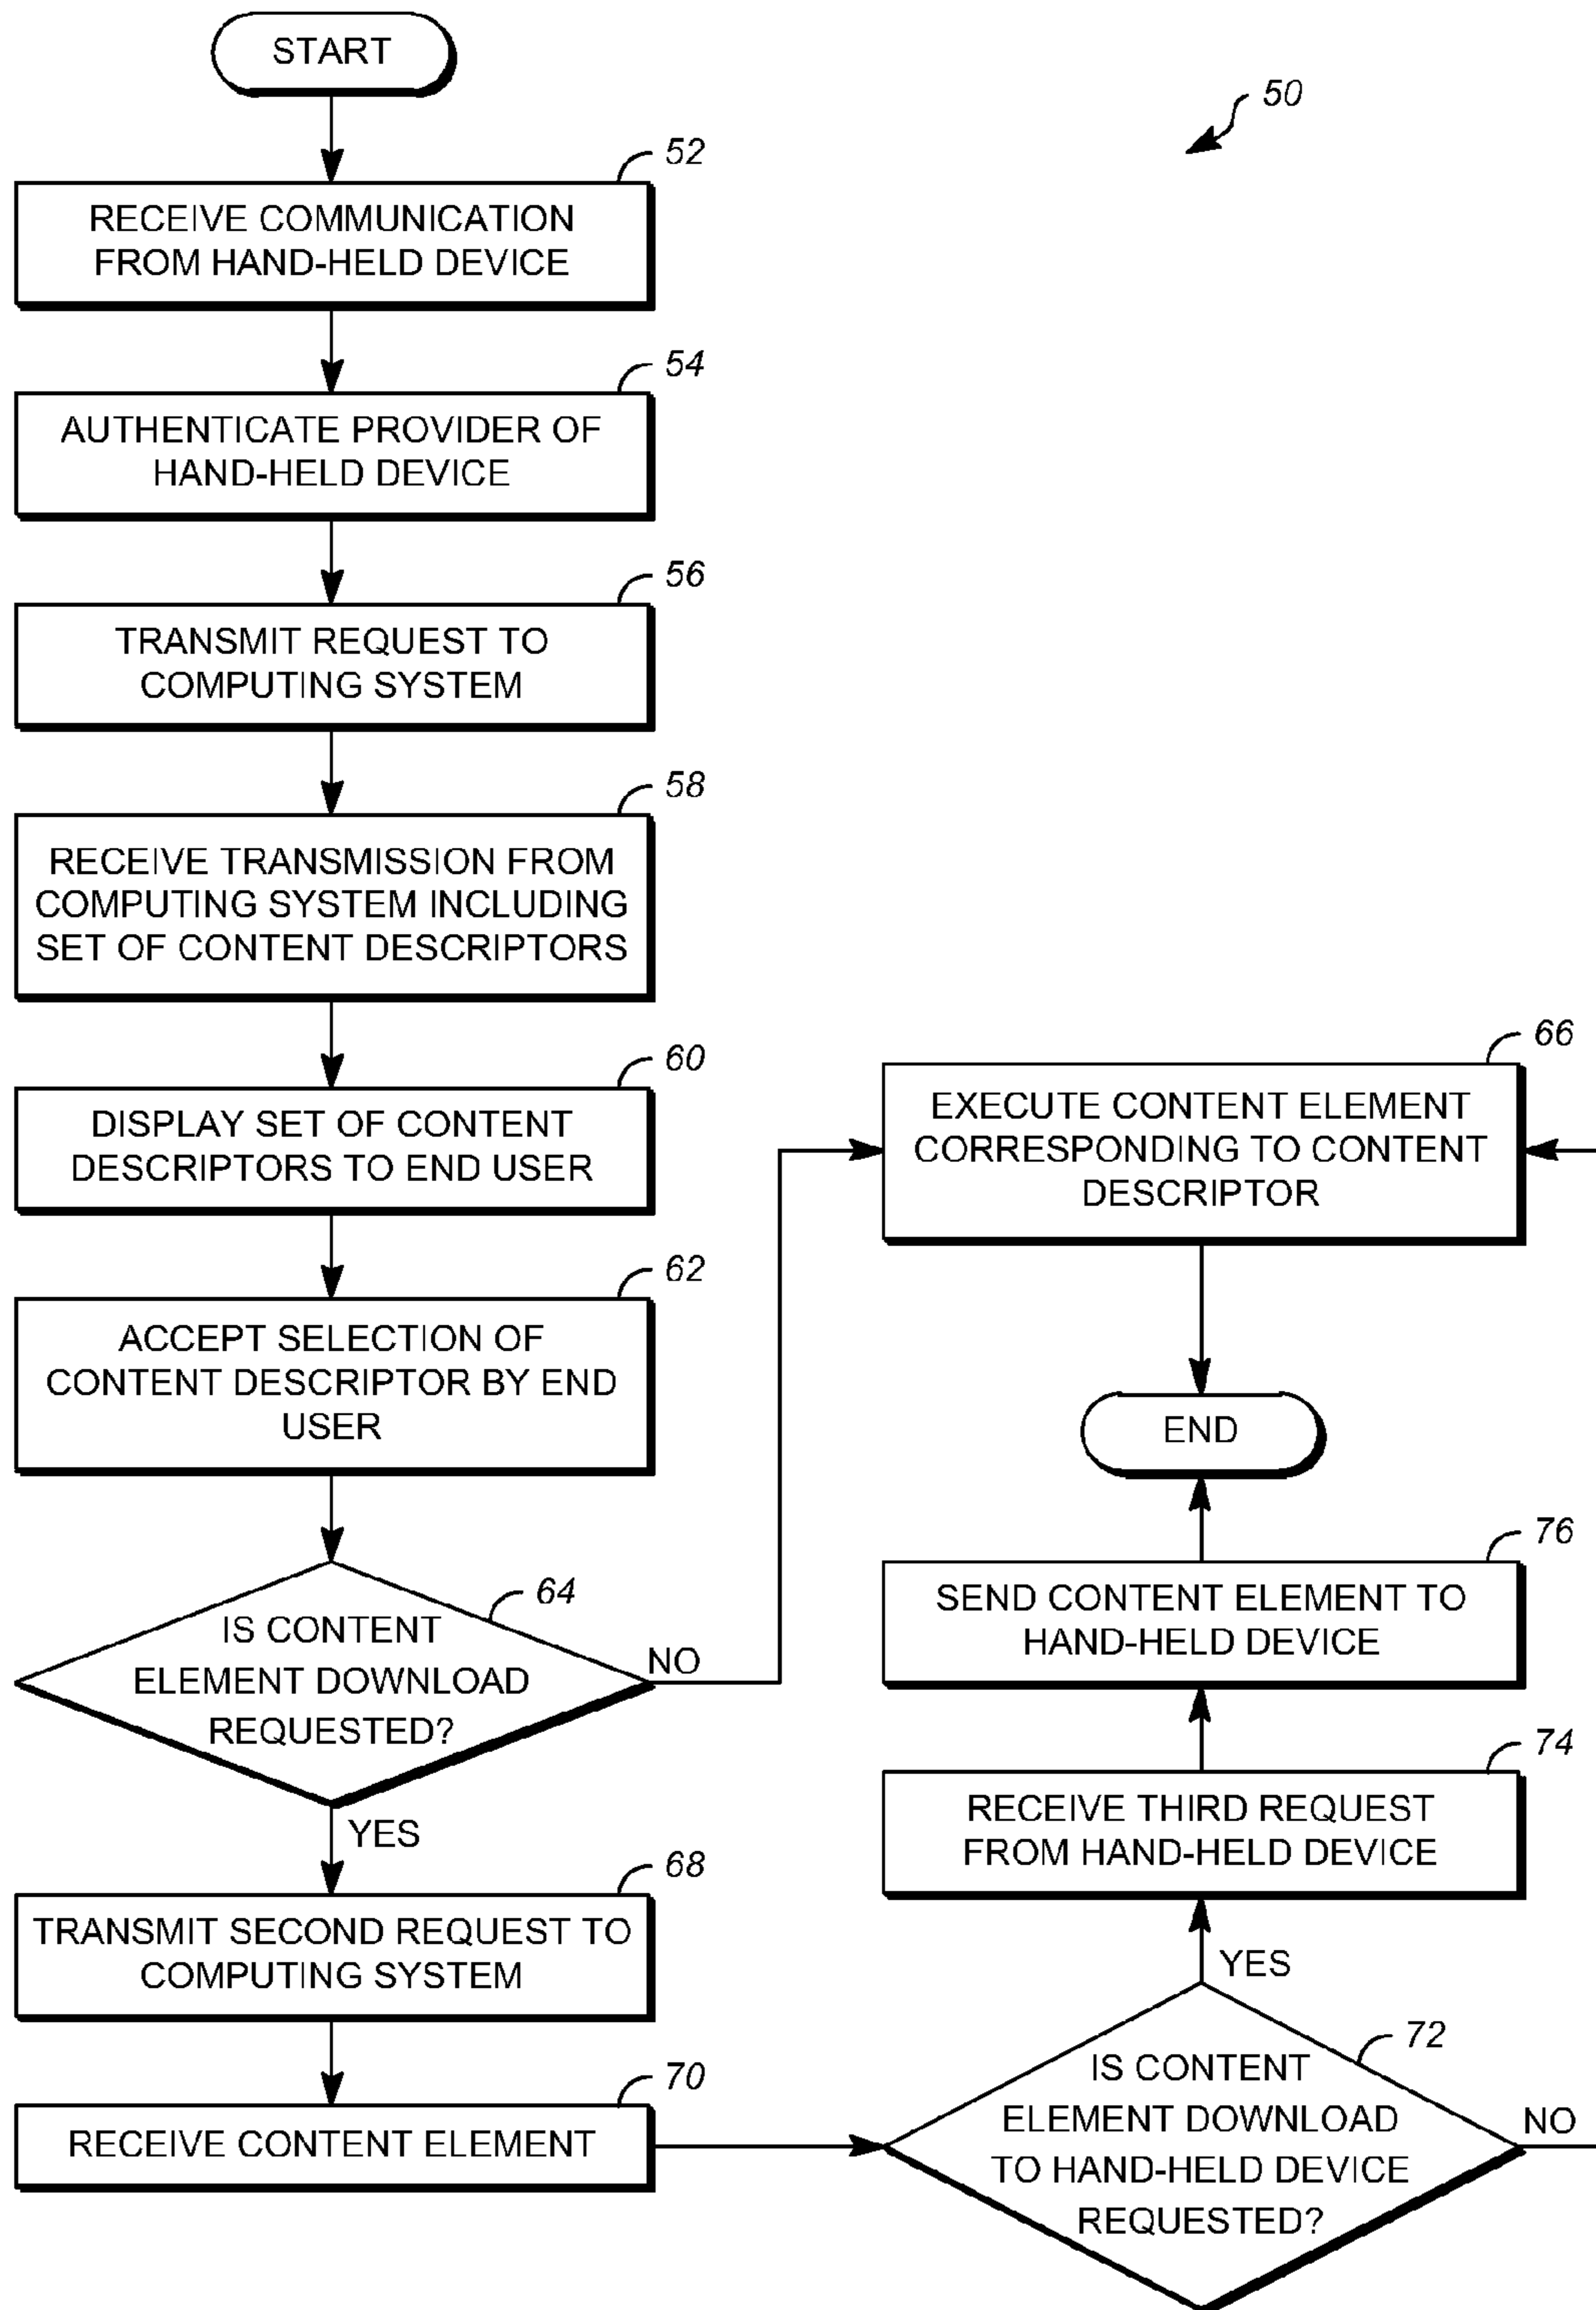 START
50
52
RECEIVE COMMUNICATION
FROM HAND-HELD DEVICE
54
AUTHENTICATE PROVIDER OF
HAND-HELD DEVICE
56
TRANSMIT REQUEST TO
COMPUTING SYSTEM
58
RECEIVE TRANSMISSION FROM
COMPUTING SYSTEM INCLUDING
SET OF CONTENT DESCRIPTORS
60
DISPLAY SET OF CONTENT
DESCRIPTORS TO END USER
62
ACCEPT SELECTION OF
CONTENT DESCRIPTOR BY END
USER
64
IS CONTENT
ELEMENT DOWNLOAD
REQUESTED?
NO
YES
66
EXECUTE CONTENT ELEMENT
CORRESPONDING TO CONTENT
DESCRIPTOR
END
68
TRANSMIT SECOND REQUEST TO
COMPUTING SYSTEM
70
RECEIVE CONTENT ELEMENT
72
IS CONTENT
ELEMENT DOWNLOAD
TO HAND-HELD DEVICE
REQUESTED?
NO
YES
74
RECEIVE THIRD REQUEST
FROM HAND-HELD DEVICE
76
SEND CONTENT ELEMENT TO
HAND-HELD DEVICE